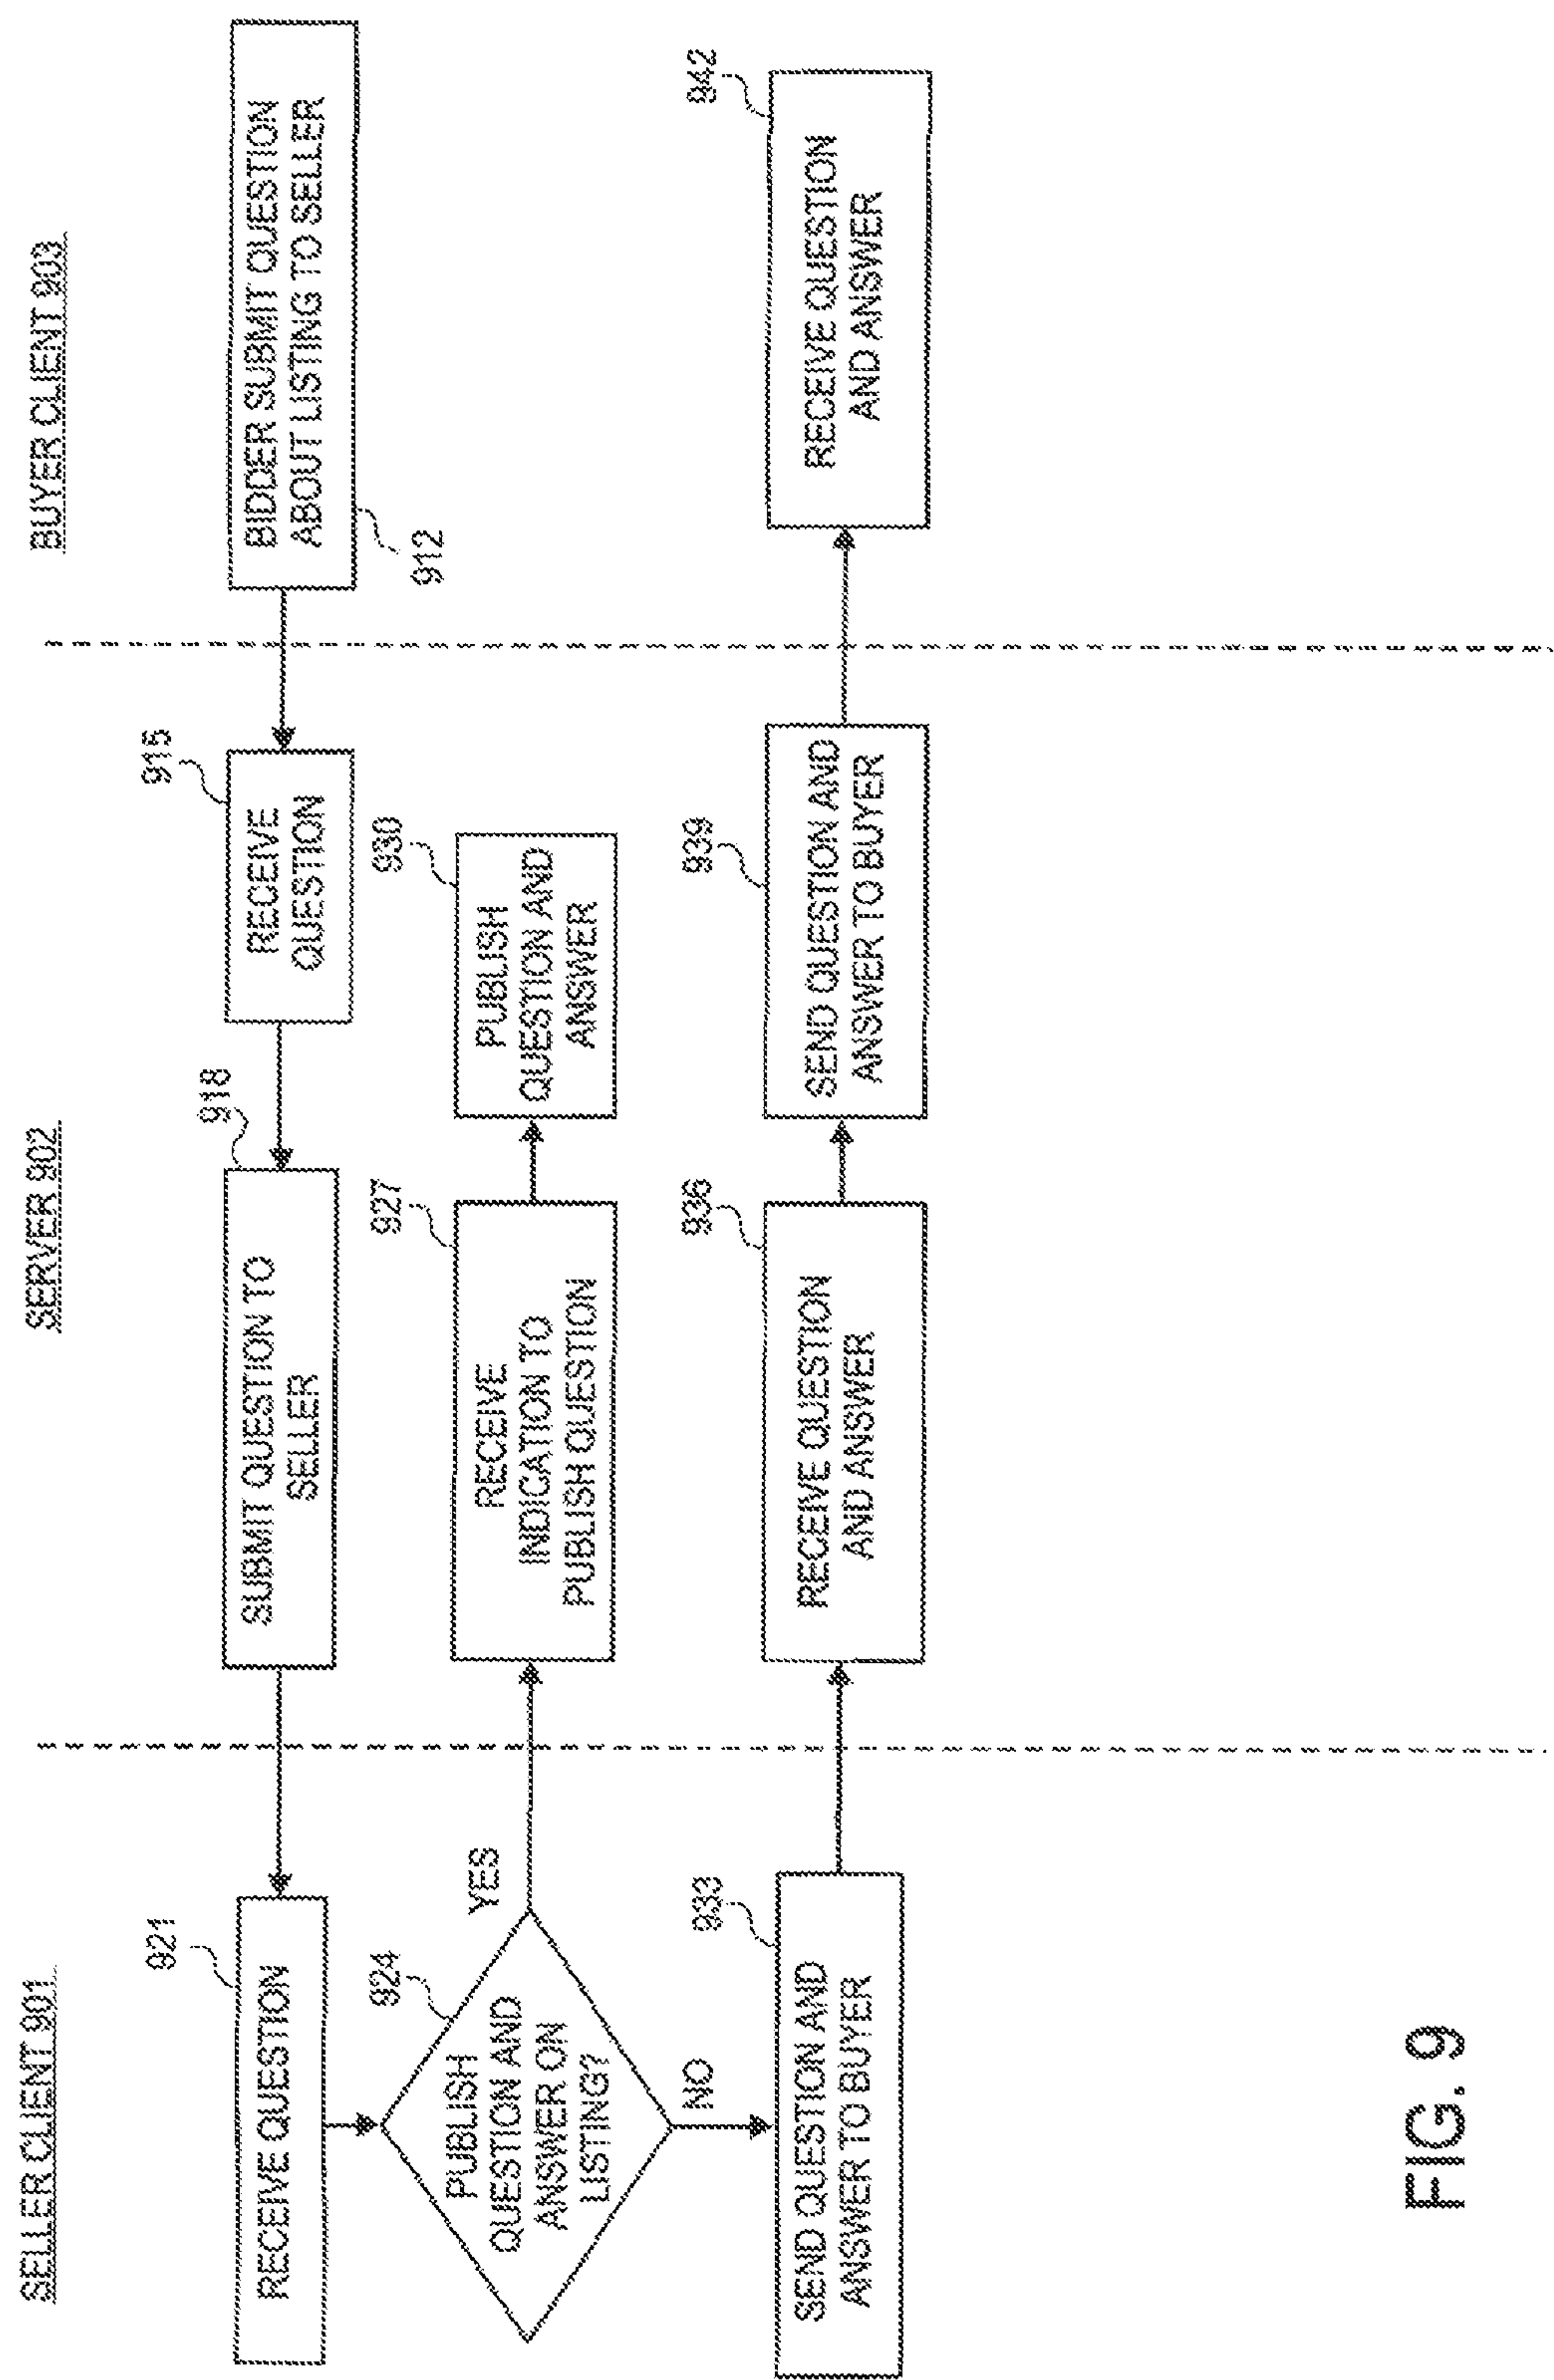 SELLER CLIENT 901
SERVER 902
BUYER CLIENT 903
BIDDER SUBMIT QUESTION
ABOUT LISTING TO SELLER
912
915
RECEIVE
QUESTION
918
SUBMIT QUESTION TO
SELLER
921
RECEIVE QUESTION
924
PUBLISH
QUESTION AND
ANSWER ON
LISTING?
YES
NO
927
RECEIVE
INDICATION TO
PUBLISH QUESTION
930
PUBLISH
QUESTION AND
ANSWER
933
SEND QUESTION AND
ANSWER TO BUYER
936
RECEIVE QUESTION
AND ANSWER
939
SEND QUESTION AND
ANSWER TO BUYER
942
RECEIVE QUESTION
AND ANSWER
FIG. 9